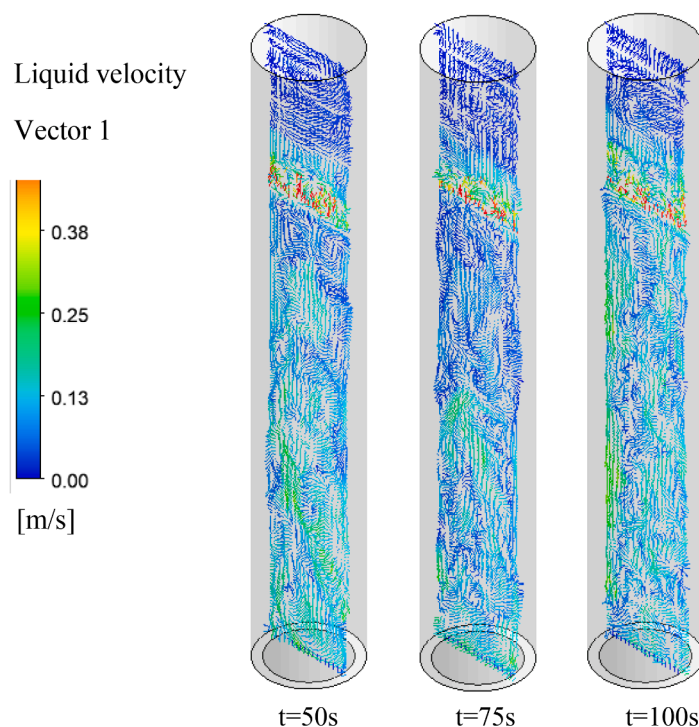 Liquid velocity
Vector 1
0.38
0.25
0.13
0.00
[m/s]
t=50s
t=75s
t=100s